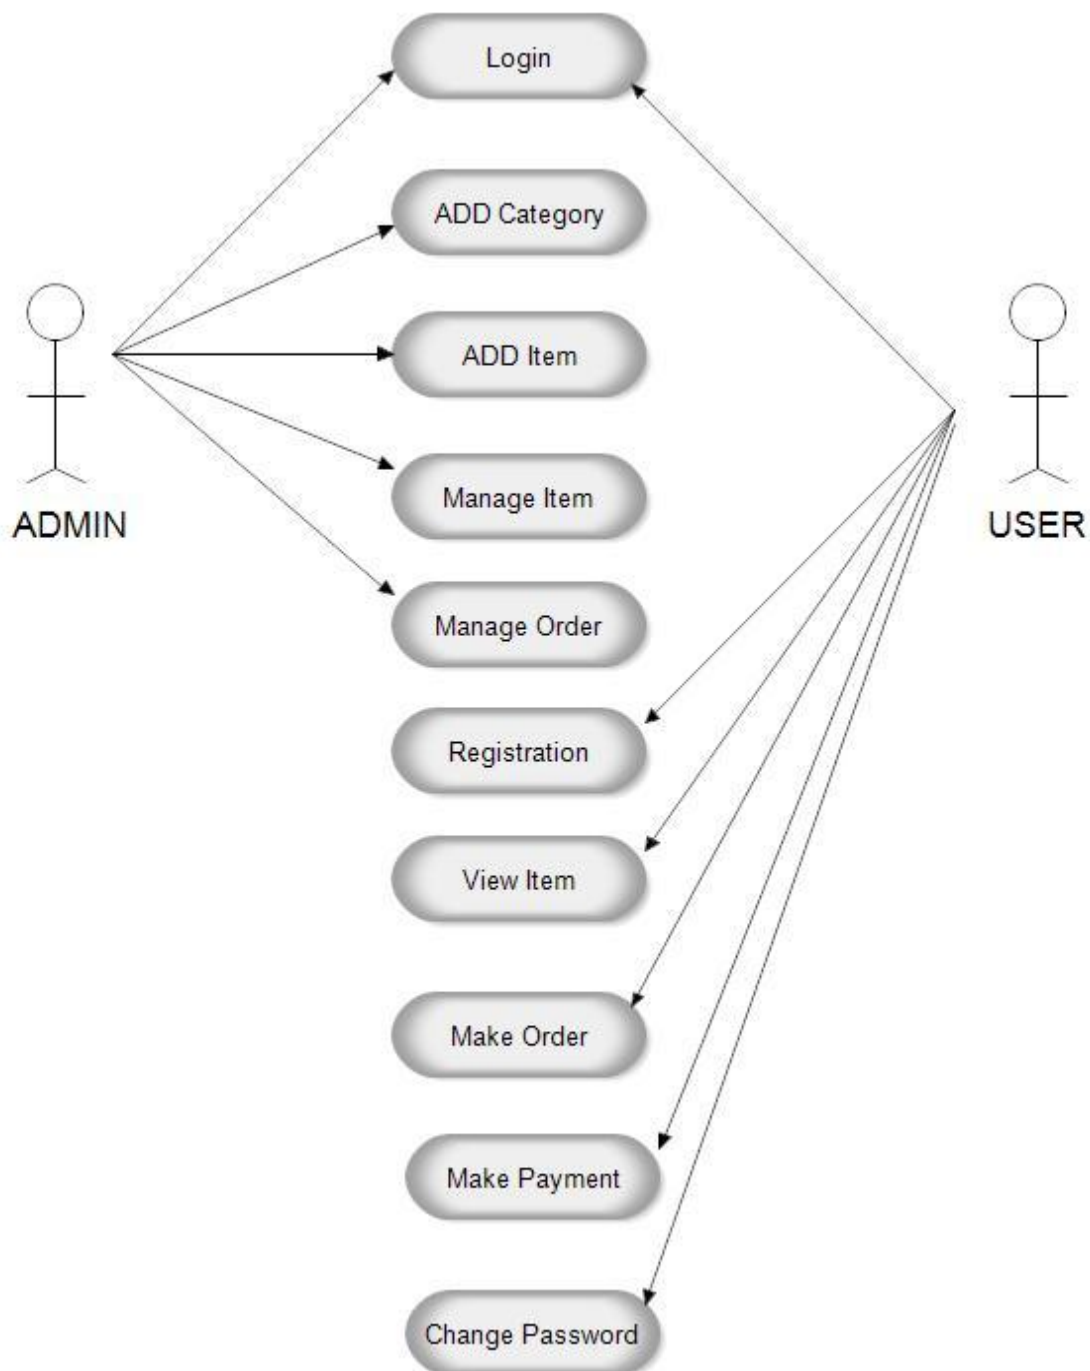 Login
ADD Category
ADD Item
Manage Item
ADMIN
USER
Manage Order
Registration
View Item
Make Order
Make Payment
Change Password